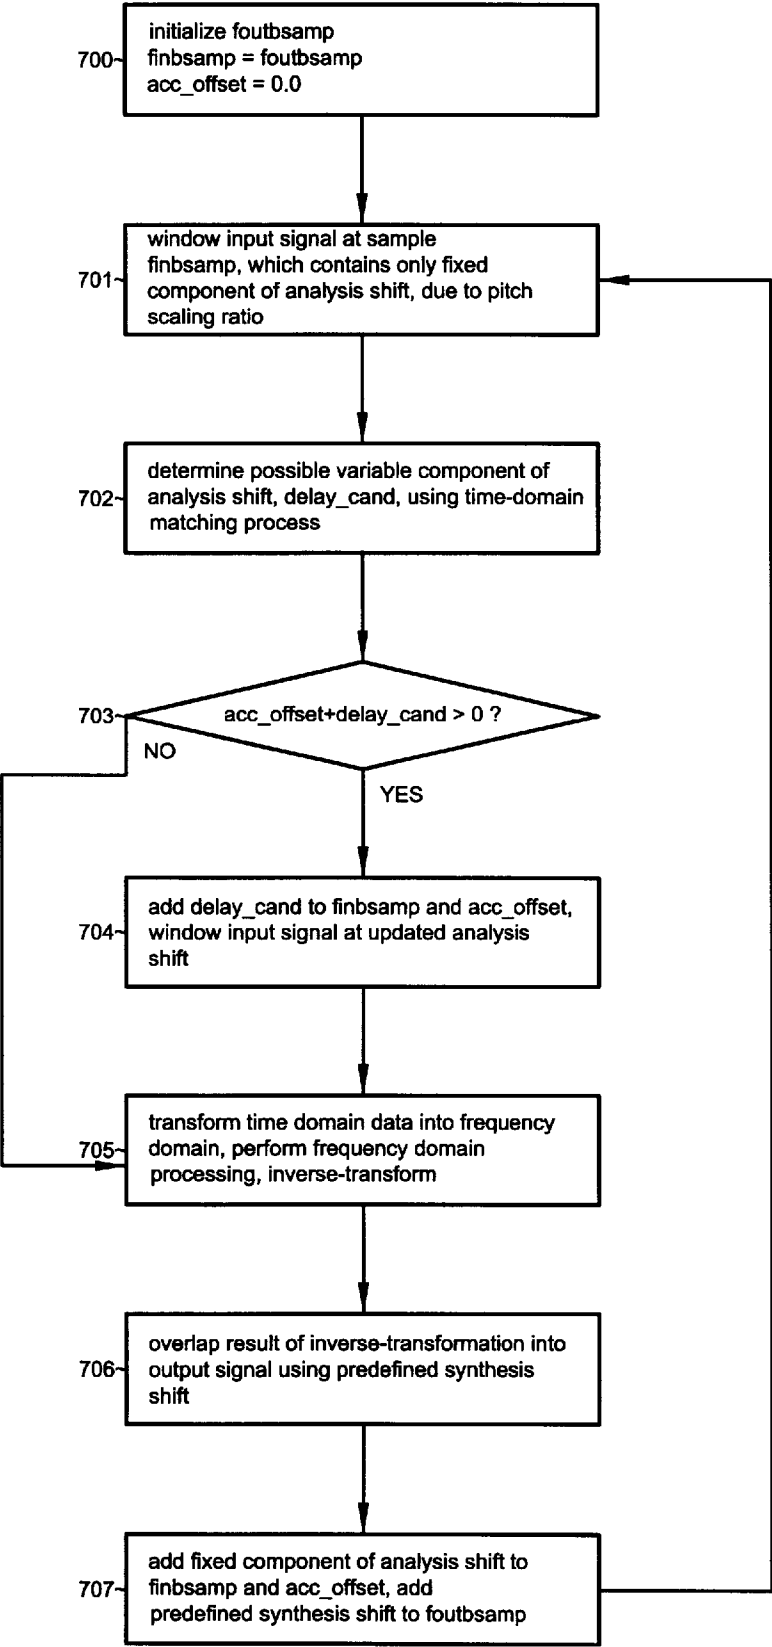 initialize foutbsamp
700
finbsamp = foutbsamp
acc_offset = 0.0
window input signal at sample
finbsamp, which contains only fixed
701
component of analysis shift, due to pitch
scaling ratio
determine possible variable component of
702
analysis shift, delay_cand, using time-domain
matching process
703
acc_offset+delay_cand > 0 ?
NO
YES
add delay_cand to finbsamp and acc_offset,
704
window input signal at updated analysis
shift
transform time domain data into frequency
705
domain, perform frequency domain
processing, inverse-transform
overlap result of inverse-transformation into
706
output signal using predefined synthesis
shift
add fixed component of analysis shift to
707
finbsamp and acc_offset, add
predefined synthesis shift to foutbsamp